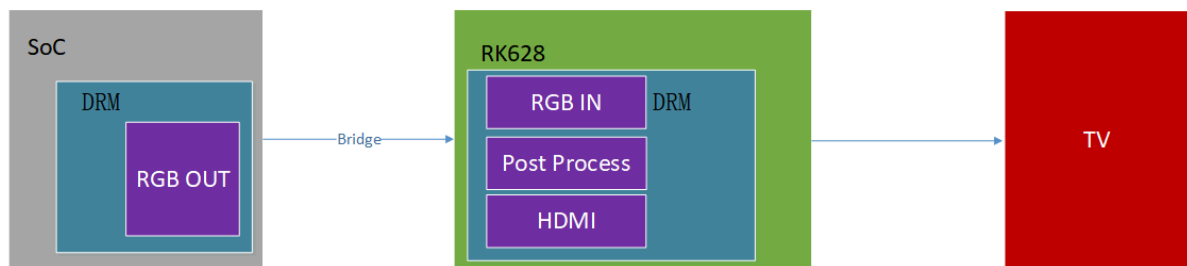 SoC
DRM
RGB OUT
Bridge
RK628
RGB IN
DRM
Post Process
HDMI
TV